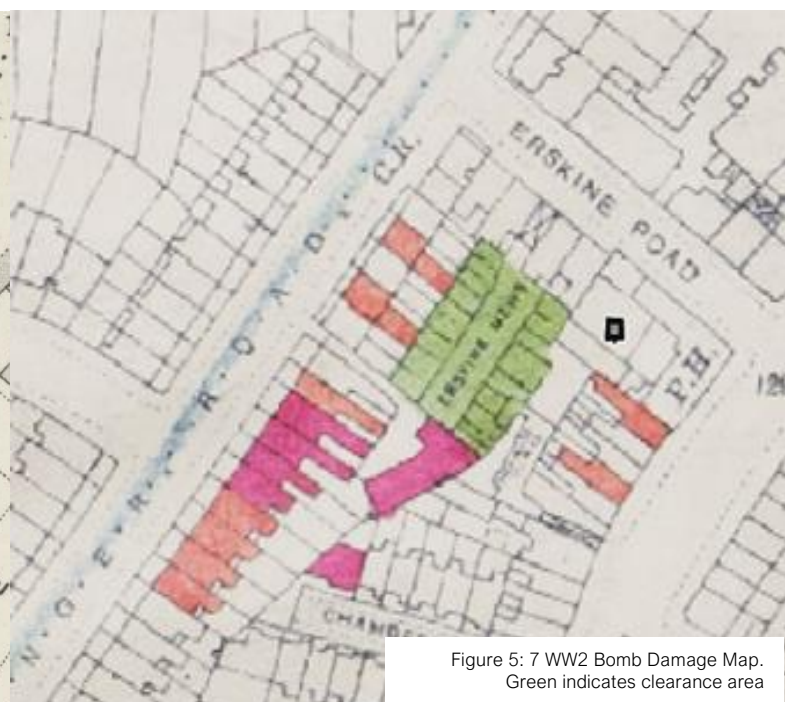 ERSKINE ROAD
C.R.
R O A D
ERSKINE MEWS
P.H.
N G E R
CHAMBE
Figure 5: 7 WW2 Bomb Damage Map.
Green indicates clearance area